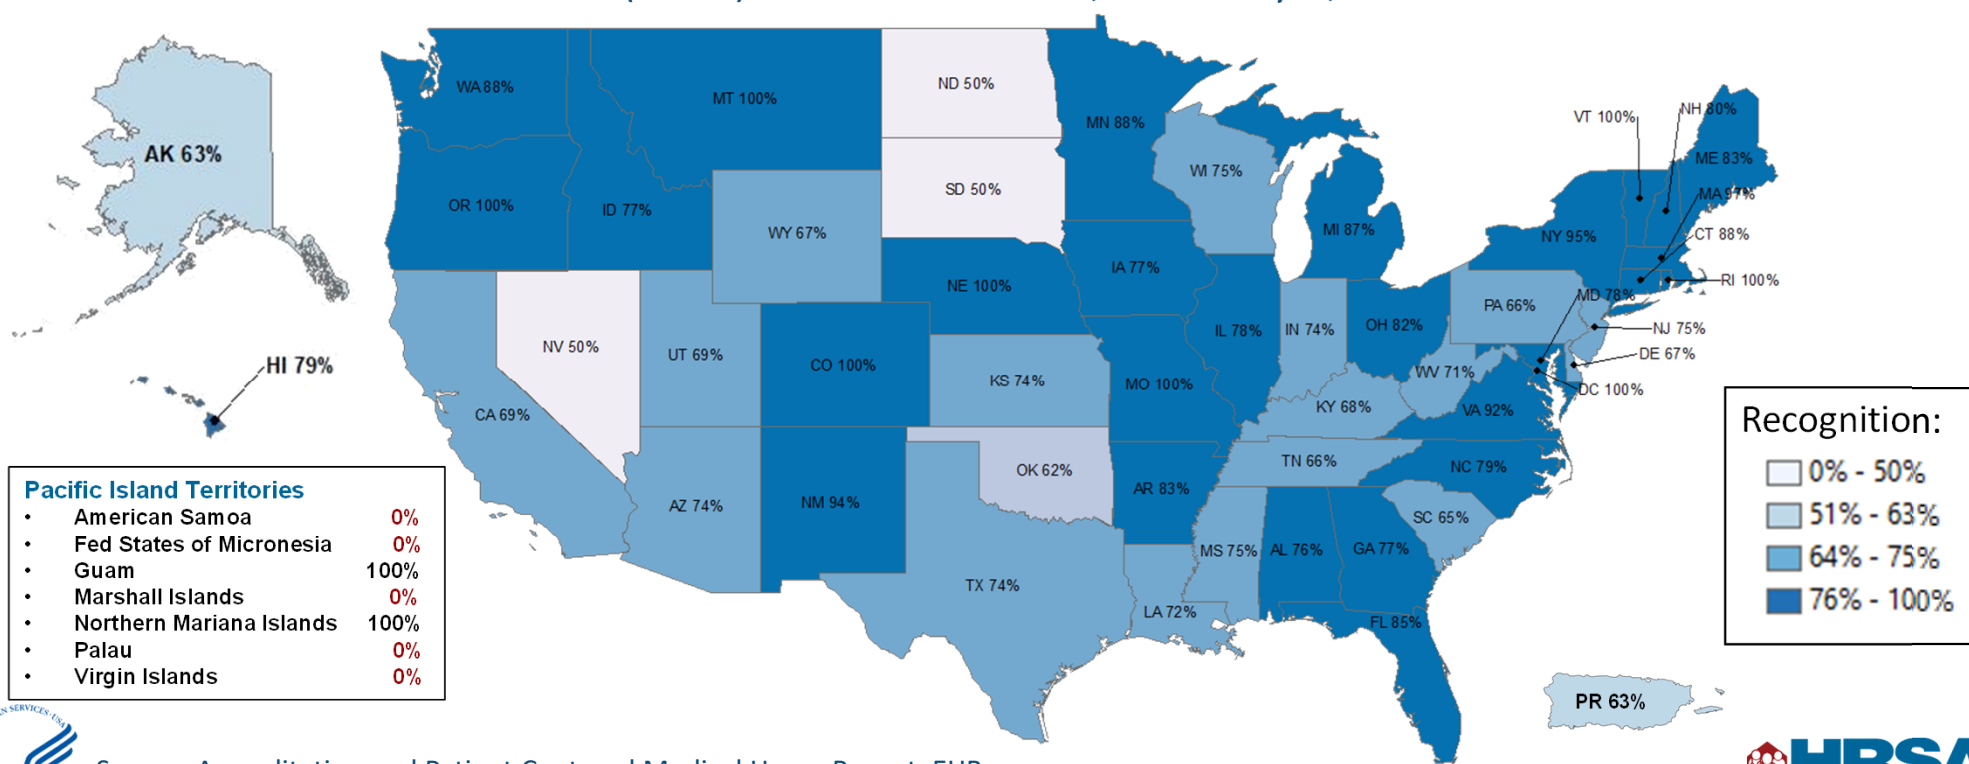 WA 88%
MT 100%
ND 50%
MN 88%
VT 100%
NH 80%
AK 63%
OR 100%
ID 77%
WY 67%
SD 50%
WI 75%
MI 87%
NY 95%
ME 83%
MA 97%
CT 88%
RI 100%
NE 100%
IA 77%
PA 66%
MD 78%
NJ 75%
DE 67%
DC 100%
HI 79%
NV 50%
UT 69%
CO 100%
KS 74%
MO 100%
IL 78%
IN 74%
OH 82%
WV 71%
VA 92%
CA 69%
KY 68%
AZ 74%
NM 94%
OK 62%
AR 83%
TN 66%
NC 79%
SC 65%
TX 74%
LA 72%
MS 75%
AL 76%
GA 77%
FL 85%
PR 63%
Recognition:
0% - 50%
51% - 63%
64% - 75%
76% - 100%
Pacific Island Territories
• American Samoa 0%
• Fed States of Micronesia 0%
• Guam 100%
• Marshall Islands 0%
• Northern Mariana Islands 100%
• Palau 0%
• Virgin Islands 0%
SERVICES·USA
HRSA